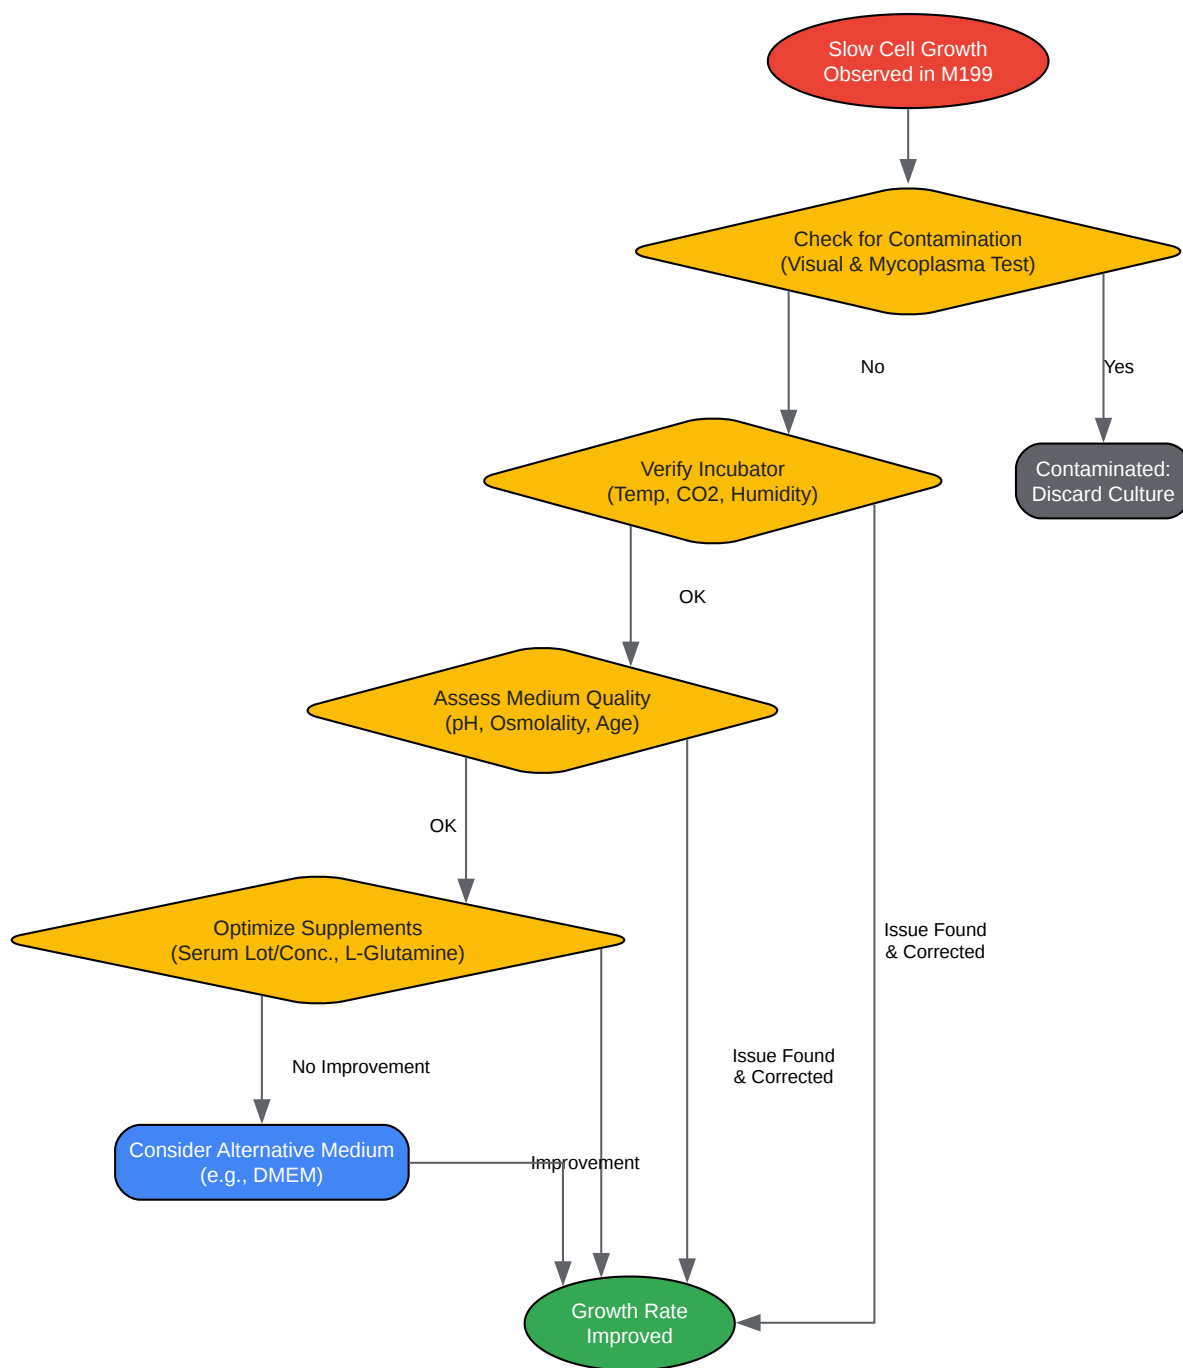 Slow Cell Growth
Observed in M199
Check for Contamination
(Visual & Mycoplasma Test)
No
Yes
Verify Incubator
(Temp, CO2, Humidity)
Contaminated:
Discard Culture
OK
Assess Medium Quality
(pH, Osmolality, Age)
OK
Optimize Supplements
(Serum Lot/Conc., L-Glutamine)
Issue Found
& Corrected
No Improvement
Issue Found
& Corrected
Consider Alternative Medium
(e.g., DMEM)
Improvement
Growth Rate
Improved